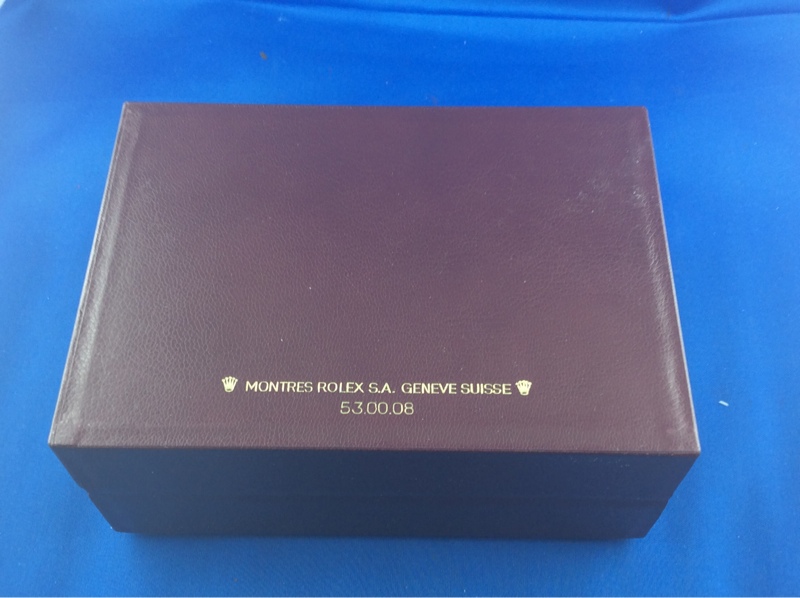 MONTRES ROLEX S.A. GENEVE SUISSE
53.00.08